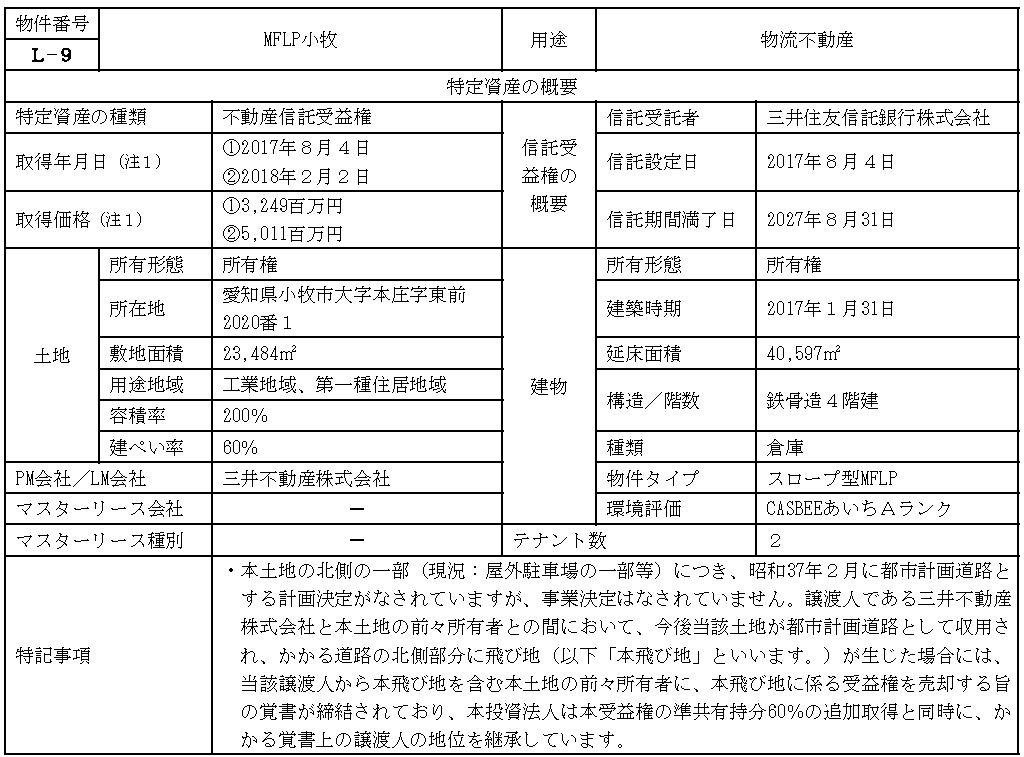 物件番号
L-9
MFLP小牧
用途
物流不動産
特定資産の概要
特定資産の種類
不動産信託受益権
信託受
益権の
概要
信託受託者
三井住友信託銀行株式会社
取得年月日（注１）
①2017年８月４日
②2018年２月２日
信託設定日
2017年８月４日
取得価格（注１）
①3,249百万円
②5,011百万円
信託期間満了日
2027年８月31日
土地
所有形態
所有権
建物
所有形態
所有権
所在地
愛知県小牧市大字本庄字東前
2020番１
建築時期
2017年１月31日
敷地面積
23,484㎡
延床面積
40,597㎡
用途地域
工業地域、第一種住居地域
構造／階数
鉄骨造４階建
容積率
200%
建ぺい率
60%
種類
倉庫
PM会社／LM会社
三井不動産株式会社
物件タイプ
スロープ型MFLP
マスターリース会社
－
環境評価
CASBEEあいちＡランク
マスターリース種別
－
テナント数
２
特記事項
・本土地の北側の一部（現況：屋外駐車場の一部等）につき、昭和37年２月に都市計画道路と
する計画決定がなされていますが、事業決定はなされていません。譲渡人である三井不動産
株式会社と本土地の前々所有者との間において、今後当該土地が都市計画道路として収用さ
れ、かかる道路の北側部分に飛び地（以下「本飛び地」といいます。）が生じた場合には、
当該譲渡人から本飛び地を含む本土地の前々所有者に、本飛び地に係る受益権を売却する旨
の覚書が締結されており、本投資法人は本受益権の準共有持分60％の追加取得と同時に、か
かる覚書上の譲渡人の地位を継承しています。